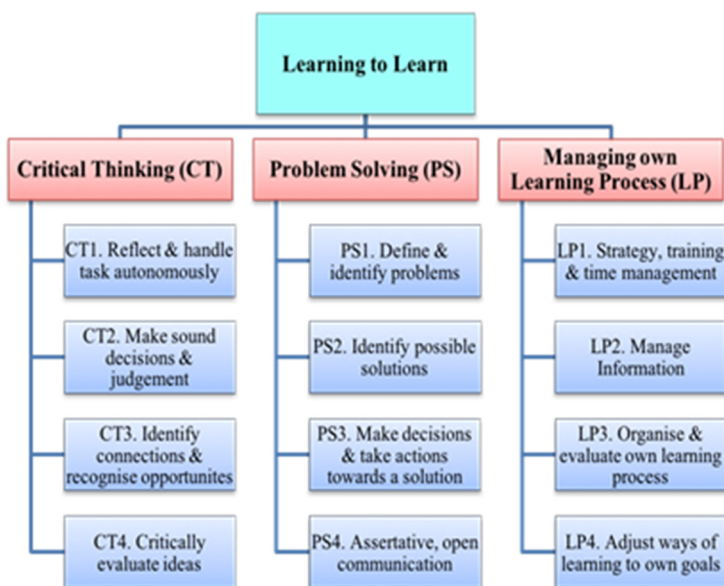 Learning to Learn
Critical Thinking (CT)
CT1. Reflect & handle
task autonomously
CT2. Make sound
decisions &
judgement
CT3. Identify
connections &
recognise opportunites
CT4. Critically
evaluate ideas
Problem Solving (PS)
PS1. Define &
identify problems
PS2. Identify possible
solutions
PS3. Make decisions
& take actions
towards a solution
PS4. Assertative, open
communication
Managing own
Learning Process (LP)
LP1. Strategy, training
& time management
LP2. Manage
Information
LP3. Organise &
evaluate own learning
process
LP4. Adjust ways of
learning to own goals